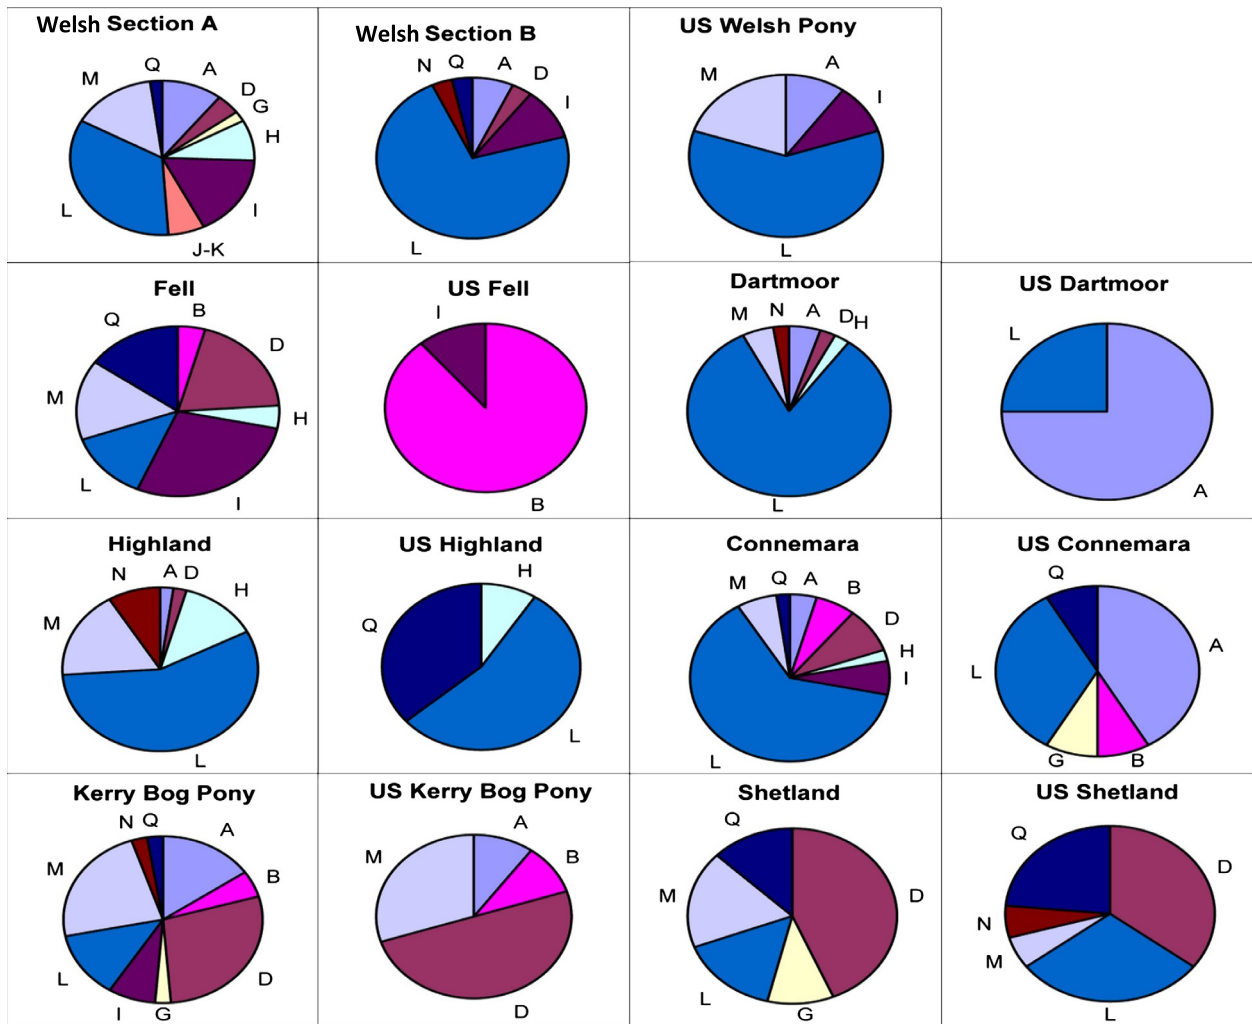 Welsh Section A
Q
M
A
D
G
H
L
I
J-K
Welsh Section B
N
Q
A
D
I
L
US Welsh Pony
M
A
I
L
Fell
Q
B
D
M
H
L
I
US Fell
I
B
Dartmoor
M
N
A
D
H
L
US Dartmoor
L
A
Highland
N
A
D
H
M
L
US Highland
H
Q
L
Connemara
M
Q
A
B
D
H
I
L
US Connemara
Q
A
L
G
B
Kerry Bog Pony
N
Q
A
M
B
L
D
I
G
US Kerry Bog Pony
A
M
B
D
Shetland
Q
M
D
L
G
US Shetland
Q
D
N
M
L